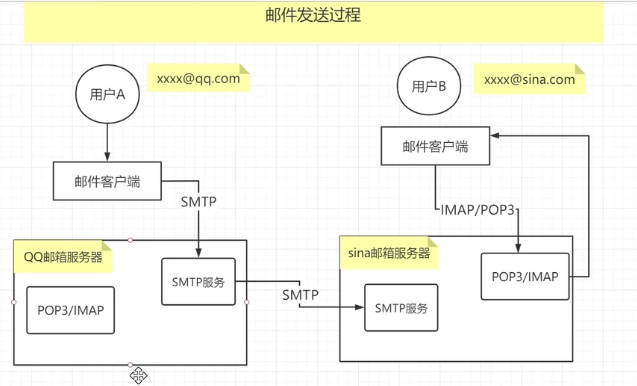 邮件发送过程
用户A
xxxx@qq.com
用户B
xxxx@sina.com
邮件客户端
邮件客户端
SMTP
IMAP/POP3
QQ邮箱服务器
SMTP服务
POP3/IMAP
SMTP
sina邮箱服务器
POP3/IMAP
SMTP服务